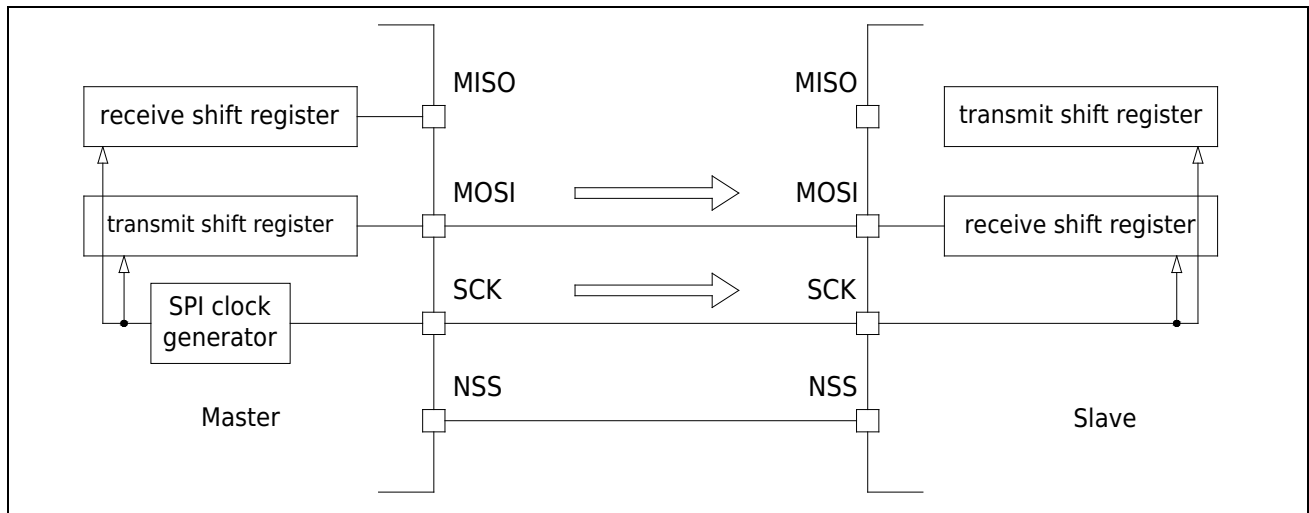 MISO
MISO
receive shift register
transmit shift register
MOSI
MOSI
transmit shift register
receive shift register
SCK
SCK
SPI clock
generator
NSS
NSS
Master
Slave